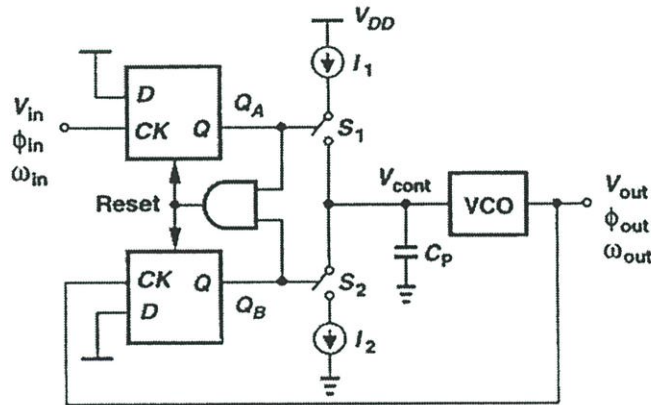 V_DD
I_1
D
Q_A
V_in
CK
Q
S_1
ϕ_in
ω_in
V_cont
V_out
Reset
VCO
ϕ_out
ω_out
CK
Q
C_P
S_2
D
Q_B
I_2